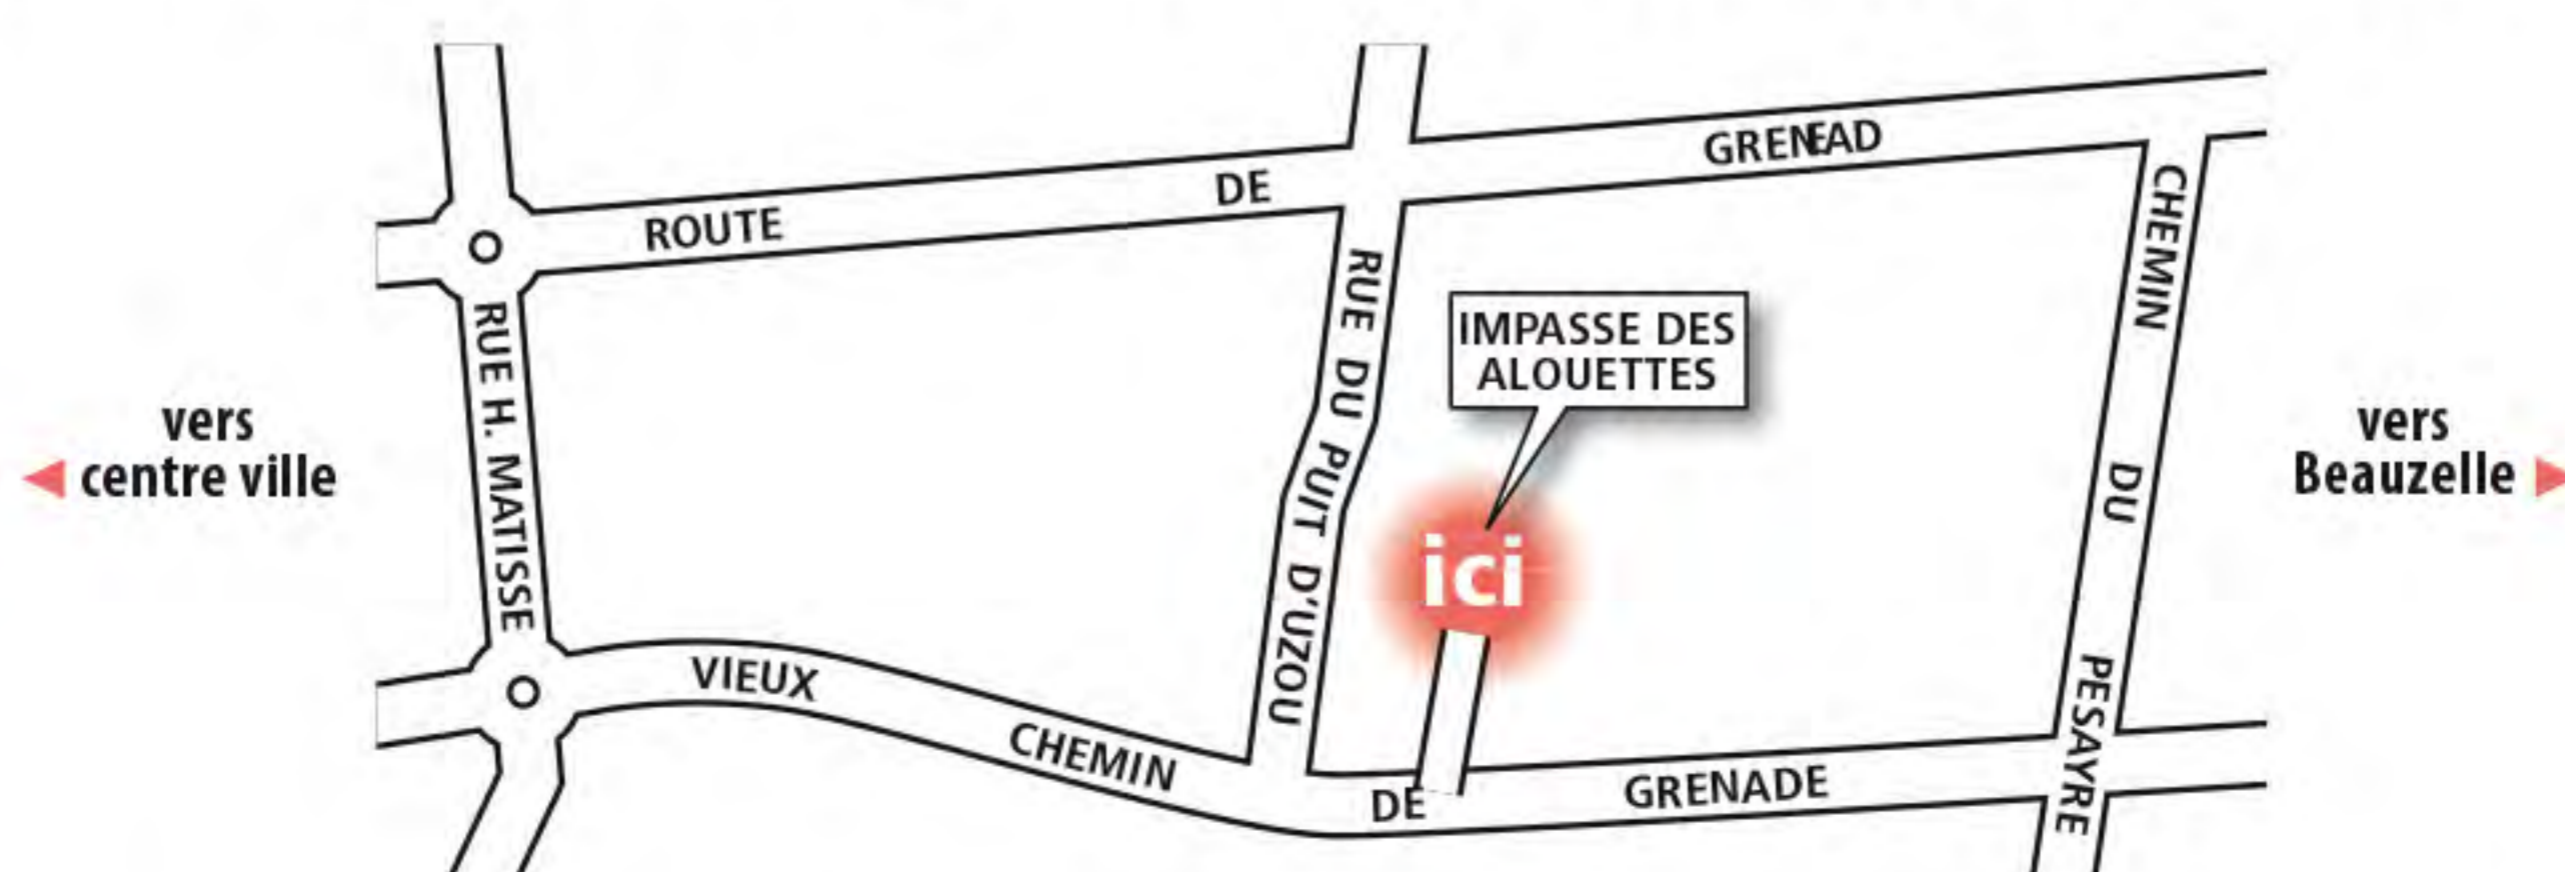 ROUTE DE GRENEAD
RUE H. MATISSE
RUE DU PUIT D'UZOU
IMPASSE DES
ALOUETTES
CHEMIN DU PESAYRE
vers
centre ville
vers
Beauzelle
ici
VIEUX CHEMIN DE GRENADE